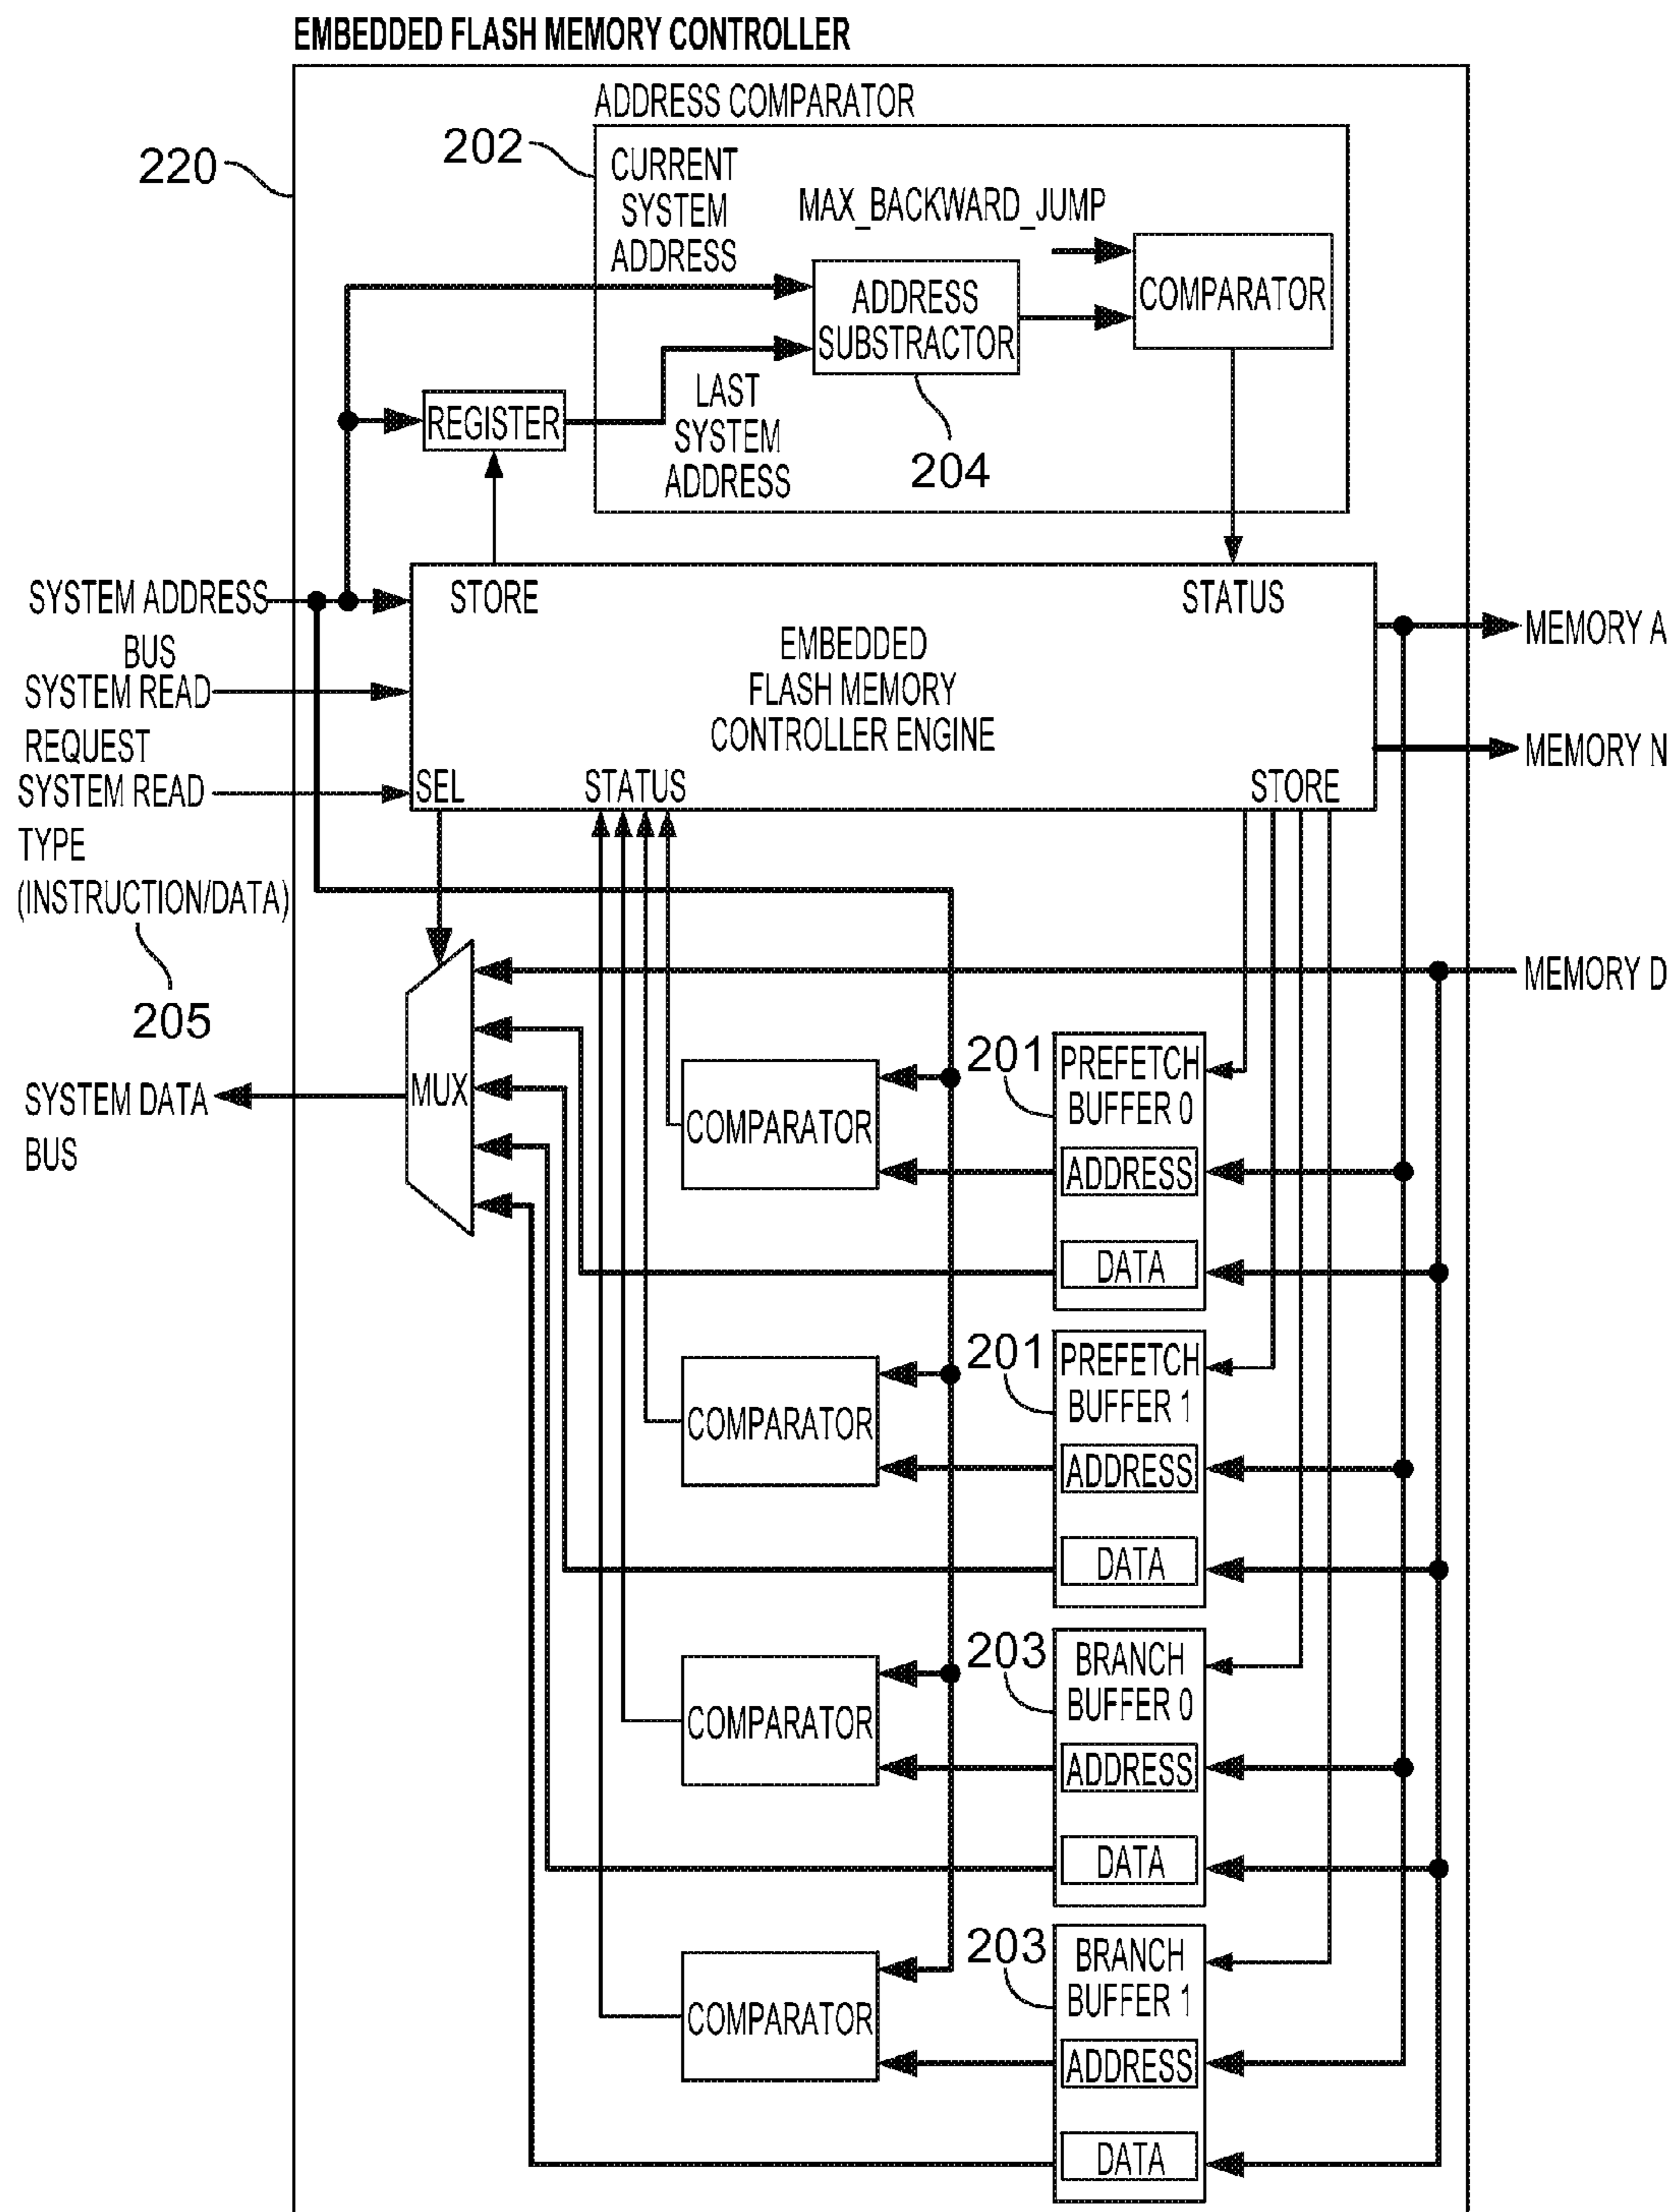 EMBEDDED FLASH MEMORY CONTROLLER
ADDRESS COMPARATOR
220
202
CURRENT
SYSTEM
ADDRESS
MAX_BACKWARD_JUMP
ADDRESS
SUBSTRACTOR
COMPARATOR
REGISTER
LAST
SYSTEM
ADDRESS
204
SYSTEM ADDRESS
BUS
SYSTEM READ
REQUEST
SYSTEM READ
TYPE
(INSTRUCTION/DATA)
205
STORE
STATUS
EMBEDDED
FLASH MEMORY
CONTROLLER ENGINE
SEL
STATUS
STORE
MEMORY A
MEMORY N
MEMORY D
MUX
SYSTEM DATA
BUS
COMPARATOR
201
PREFETCH
BUFFER 0
ADDRESS
DATA
COMPARATOR
201
PREFETCH
BUFFER 1
ADDRESS
DATA
COMPARATOR
203
BRANCH
BUFFER 0
ADDRESS
DATA
COMPARATOR
203
BRANCH
BUFFER 1
ADDRESS
DATA